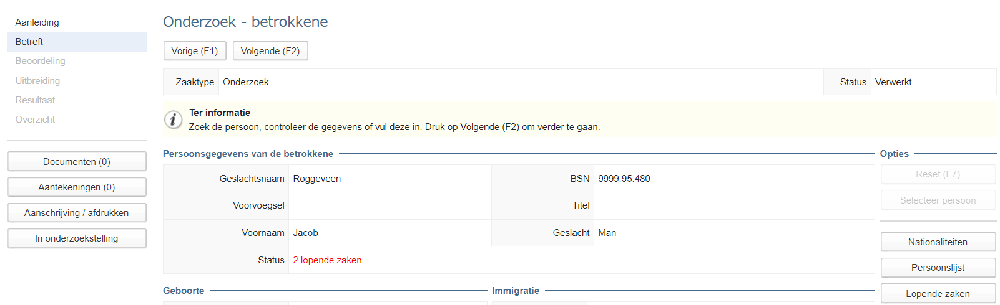 Aanleiding
Betreft
Beoordeling
Uitbreiding
Resultaat
Overzicht
Documenten (0)
Aantekeningen (0)
Aanschrijving / afdrukken
In onderzoekstelling
Onderzoek - betrokkene
Vorige (F1) Volgende (F2)
Zaaktype Onderzoek Status Verwerkt
Ter informatie
Zoek de persoon, controleer de gegevens of vul deze in. Druk op Volgende (F2) om verder te gaan.
Persoonsgegevens van de betrokkene
Geslachtsnaam Roggeveen BSN 9999.95.480
Voorvoegsel Titel
Voornaam Jacob Geslacht Man
Status 2 lopende zaken
Geboorte Immigratie
Opties
Reset (F7)
Selecteer persoon
Nationaliteiten
Persoonslijst
Lopende zaken